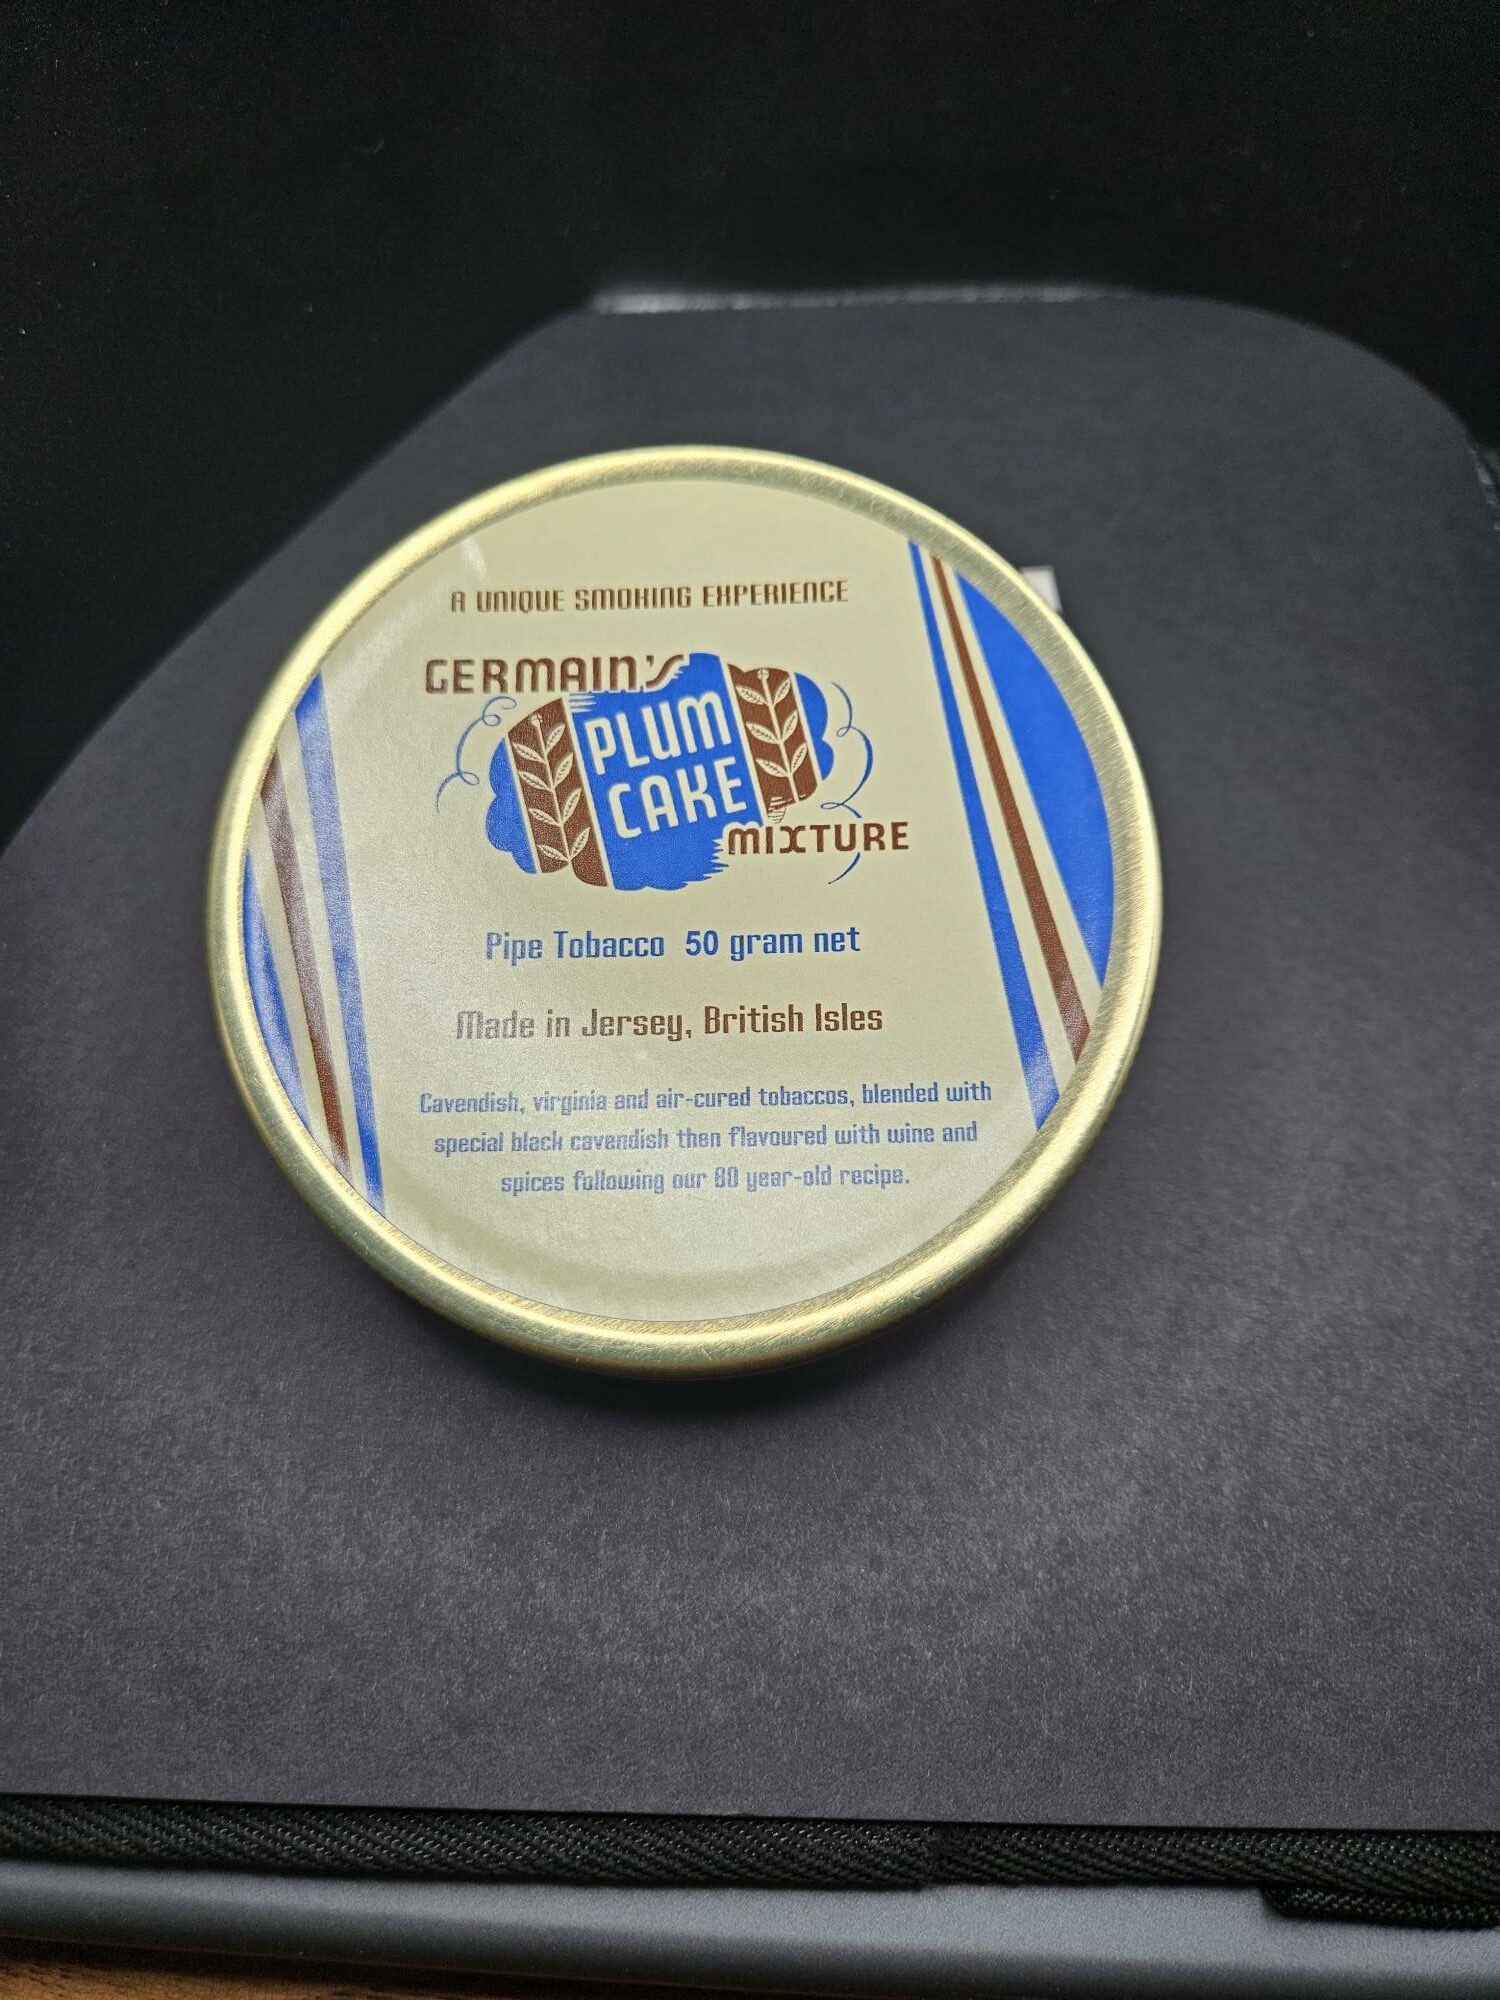 A UNIQUE SMOKING EXPERIENCE
GERMAIN'S
PLUM
CAKE
MIXTURE
Pipe Tobacco 50 gram net
Made in Jersey, British Isles
Cavendish, virginia and air-cured tobaccos, blended with
special black cavendish then flavoured with wine and
spices following our 80 year-old recipe.